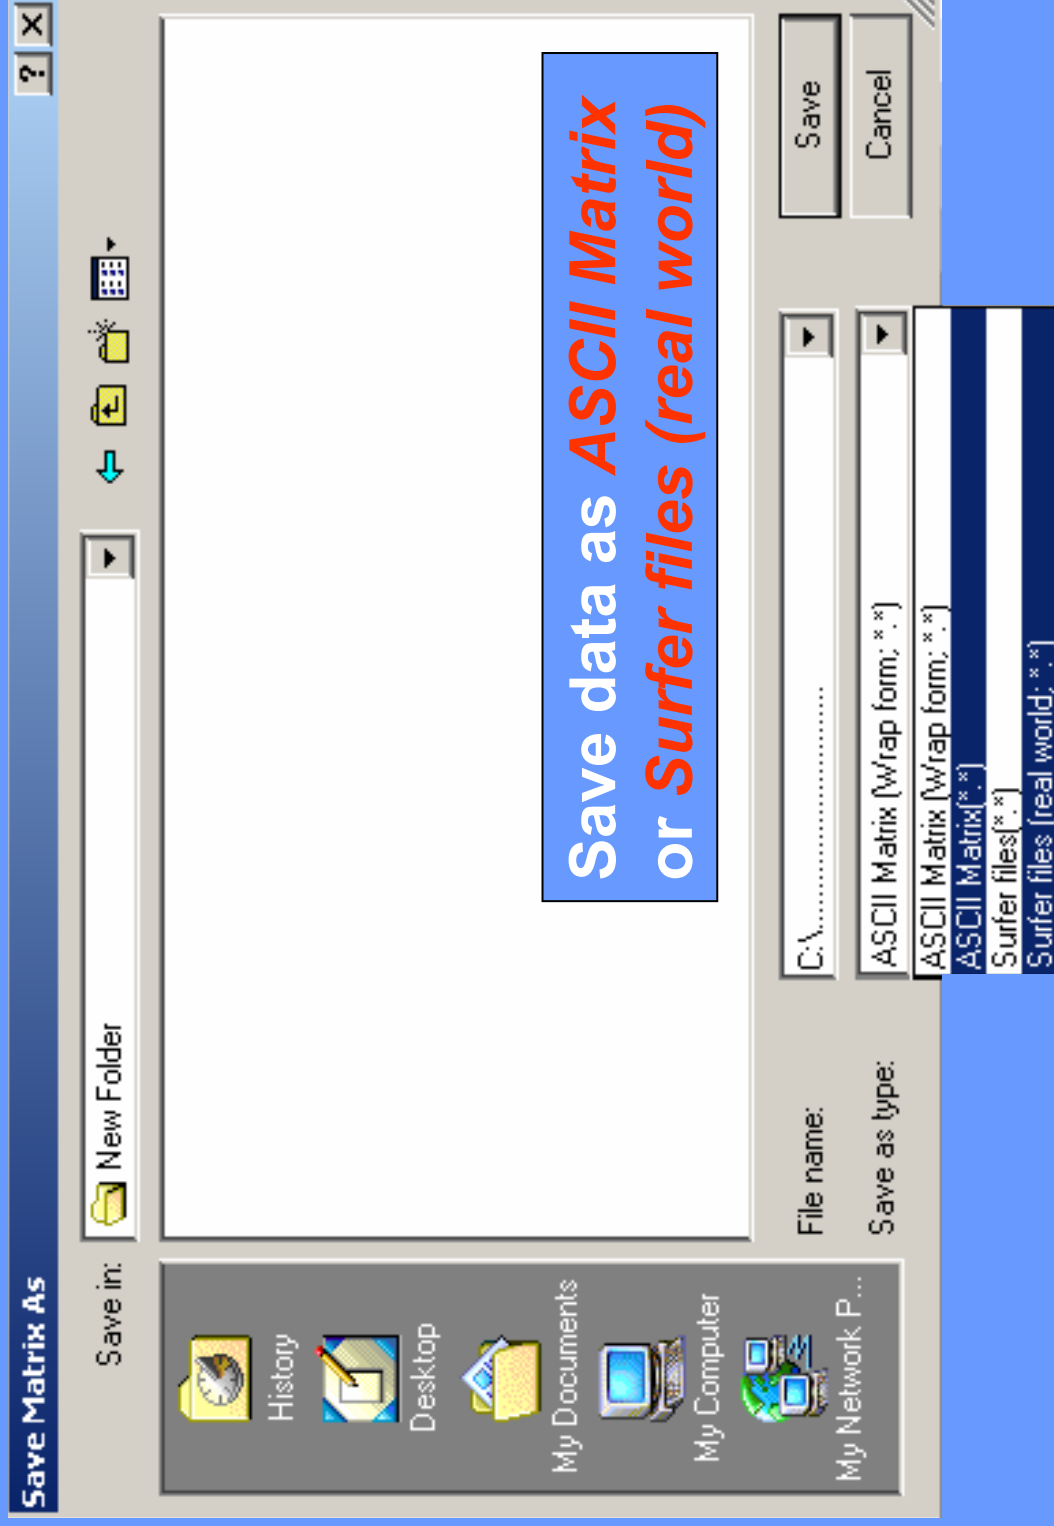 Save Matrix As
? X
Save in:
New Folder
History
Desktop
My Documents
My Computer
My Network P...
Save data as ASCII Matrix
or Surfer files (real world)
File name:
C:\..........................................
Save
Save as type:
ASCII Matrix (Wrap form; *.*)
Cancel
ASCII Matrix (Wrap form; *.*)
ASCII Matrix(*.*)
Surfer files(*.*)
Surfer files (real world; *.*)